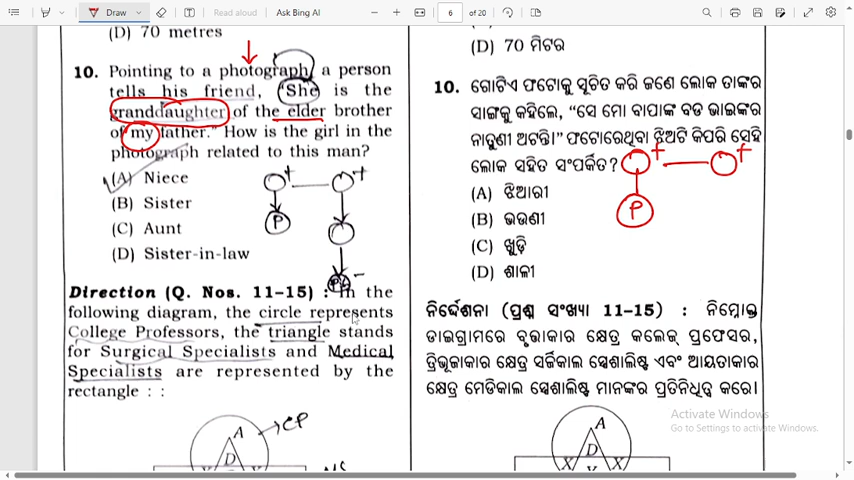 Draw
Read aloud
Ask Bing AI
6
of 20
(D) 70 metres
10. Pointing to a photograph, a person
tells his friend, "She is the
granddaughter of the elder brother
of my father." How is the girl in the
photograph related to this man?
(A) Niece
(B) Sister
(C) Aunt
(D) Sister-in-law
P
Direction (Q. Nos. 11-15) : In the
following diagram, the circle represents
College Professors, the triangle stands
for Surgical Specialists and Medical
Specialists are represented by the
rectangle : :
A
CP
D
(D) 70 ମିଟର
10. ଗୋଟିଏ ଫଟୋକୁ ସୂଚିତ କରି ଜଣେ ଲୋକ ତାଙ୍କର
ସାଙ୍ଗକୁ କହିଲେ, “ସେ ମୋ ବାପାଙ୍କ ବଡ ଭାଇଙ୍କର
ନାତୁଣୀ ଅଟନ୍ତି।” ଫଟୋରେଥିବା ଝିଅଟି କିପରି ସେହି
ଲୋକ ସହିତ ସଂପର୍କିତ?
P
(A) ଝିଆରୀ
(B) ଭଉଣୀ
(C) ଖୁଡ଼ି
(D) ଶାଳୀ
ନିର୍ଦ୍ଦେଶନା (ପ୍ରଶ୍ନ ସଂଖ୍ୟା 11-15) : ନିମ୍ନୋକ୍ତ
ଡାଇଗ୍ରାମରେ ବୃତ୍ତାକାର କ୍ଷେତ୍ର କଲେଜ୍ ପ୍ରଫେସର,
ତ୍ରିଭୂଜାକାର କ୍ଷେତ୍ର ସର୍ଜିକାଲ ସ୍ପେଶାଲିଷ୍ଟ ଏବଂ ଆୟତାକାର
କ୍ଷେତ୍ର ମେଡିକାଲ ସ୍ପେଶାଲିଷ୍ଟ ମାନଙ୍କର ପ୍ରତିନିଧିତ୍ୱ କରେ।
A
D
X X
Activate Windows
Go to Settings to activate Windows.